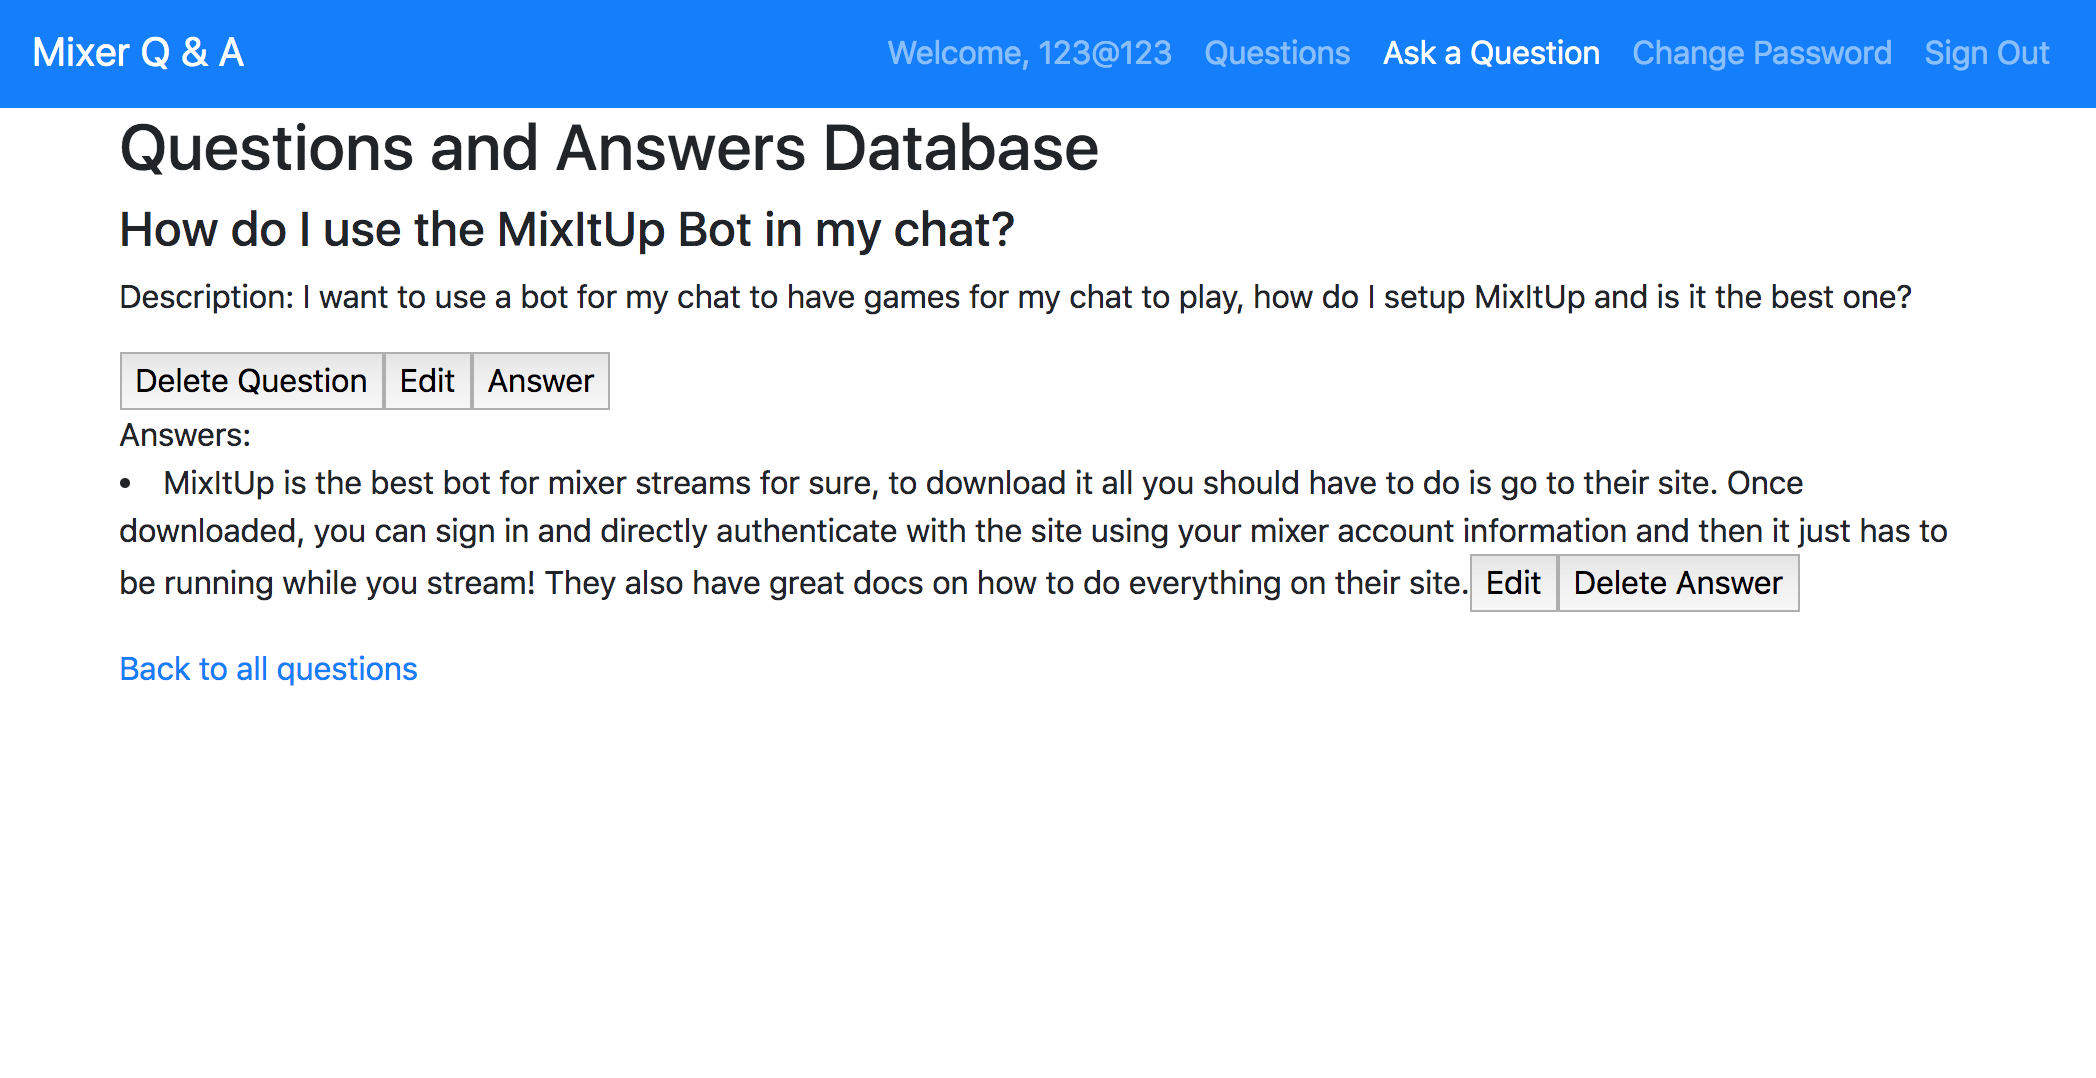 Mixer Q & A Welcome, 123@123 Questions Ask a Question Change Password Sign Out
Questions and Answers Database
How do I use the MixItUp Bot in my chat?
Description: I want to use a bot for my chat to have games for my chat to play, how do I setup MixItUp and is it the best one?
Delete Question Edit Answer
Answers:
• MixItUp is the best bot for mixer streams for sure, to download it all you should have to do is go to their site. Once
downloaded, you can sign in and directly authenticate with the site using your mixer account information and then it just has to
be running while you stream! They also have great docs on how to do everything on their site. Edit Delete Answer
Back to all questions